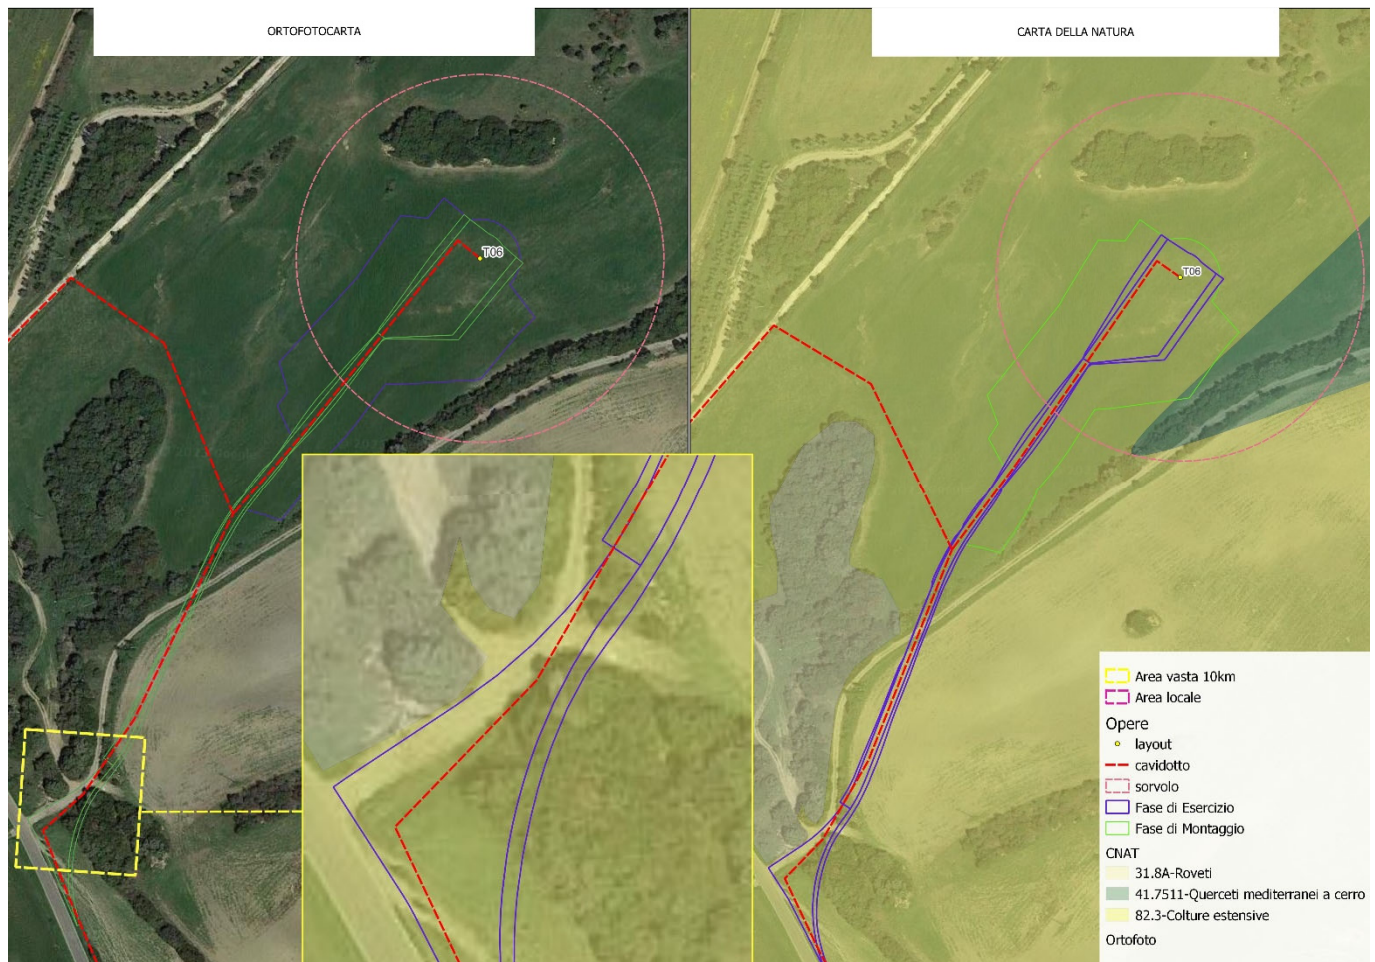 ORTOFOTOCARTA
CARTA DELLA NATURA
T06
T06
Area vasta 10km
Area locale
Opere
layout
cavidotto
sorvolo
Fase di Esercizio
Fase di Montaggio
CNAT
31.8A-Roveti
41.7511-Querceti mediterranei a cerro
82.3-Colture estensive
Ortofoto